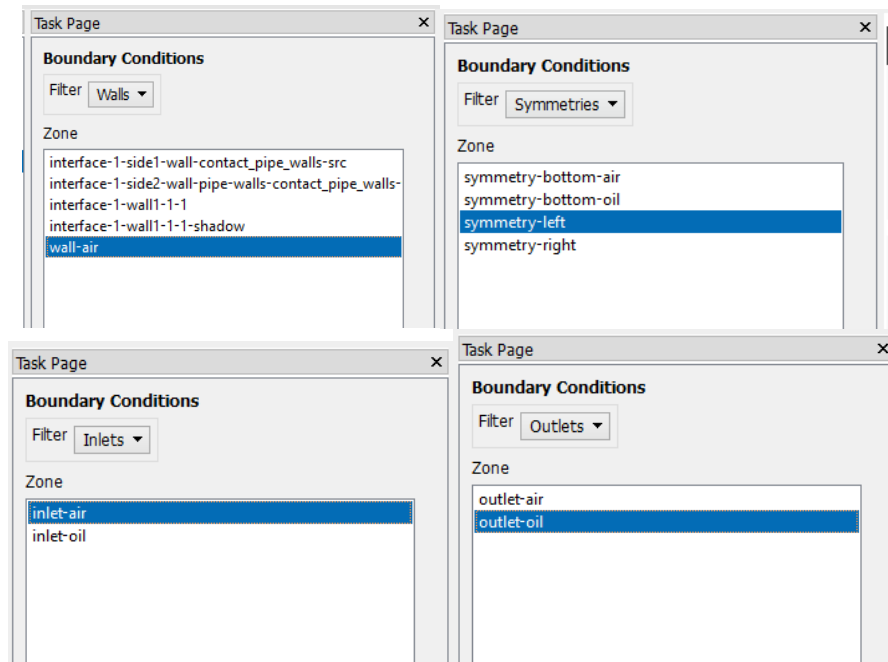 Task Page
Boundary Conditions
Filter Walls
Zone
interface-1-side1-wall-contact_pipe_walls-src
interface-1-side2-wall-pipe-walls-contact_pipe_walls-
interface-1-wall1-1-1
interface-1-wall1-1-1-shadow
wall-air
Task Page
Boundary Conditions
Filter Symmetries
Zone
symmetry-bottom-air
symmetry-bottom-oil
symmetry-left
symmetry-right
Task Page
Boundary Conditions
Filter Inlets
Zone
inlet-air
inlet-oil
Task Page
Boundary Conditions
Filter Outlets
Zone
outlet-air
outlet-oil